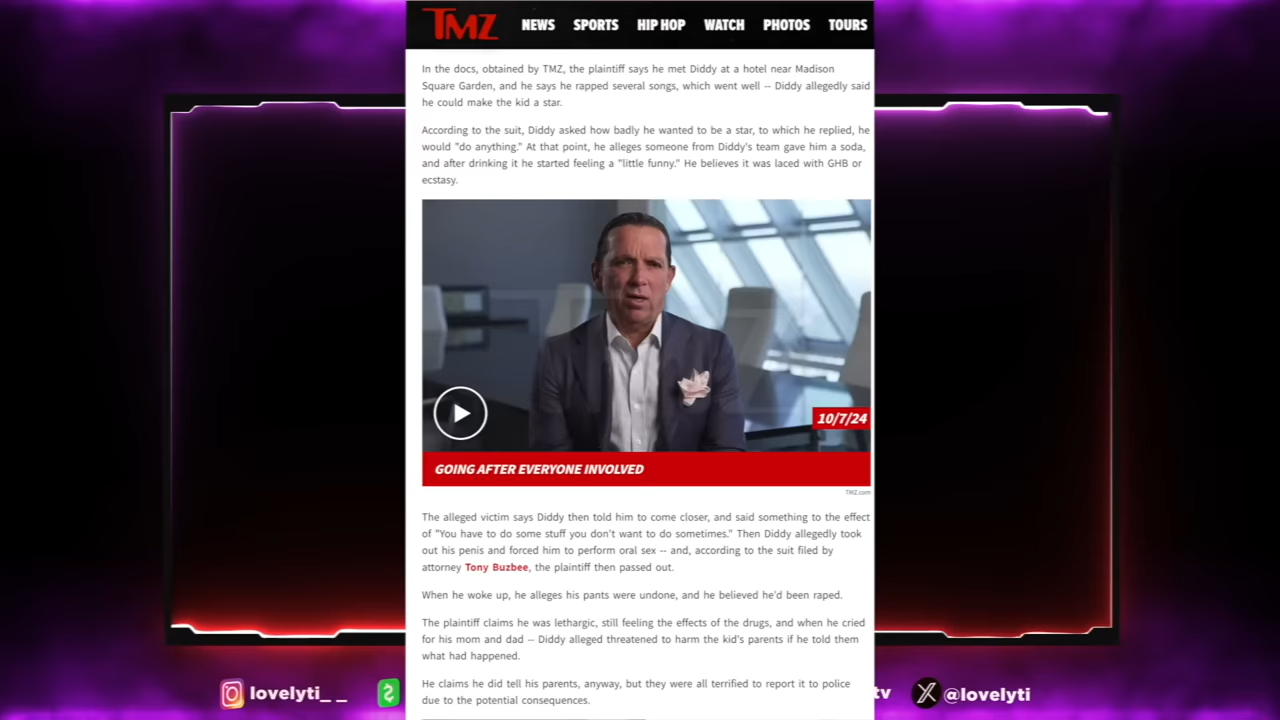 TMZ NEWS SPORTS HIP HOP WATCH PHOTOS TOURS
In the docs, obtained by TMZ, the plaintiff says he met Diddy at a hotel near Madison
Square Garden, and he says he rapped several songs, which went well -- Diddy allegedly said
he could make the kid a star.
According to the suit, Diddy asked how badly he wanted to be a star, to which he replied, he
would "do anything." At that point, he alleges someone from Diddy's team gave him a soda,
and after drinking it he started feeling a "little funny." He believes it was laced with GHB or
ecstasy.
10/7/24
GOING AFTER EVERYONE INVOLVED
TMZ.com
The alleged victim says Diddy then told him to come closer, and said something to the effect
of "You have to do some stuff you don't want to do sometimes." Then Diddy allegedly took
out his penis and forced him to perform oral sex -- and, according to the suit filed by
attorney Tony Buzbee, the plaintiff then passed out.
When he woke up, he alleges his pants were undone, and he believed he'd been raped.
The plaintiff claims he was lethargic, still feeling the effects of the drugs, and when he cried
for his mom and dad -- Diddy alleged threatened to harm the kid's parents if he told them
what had happened.
He claims he did tell his parents, anyway, but they were all terrified to report it to police
due to the potential consequences.
lovelyti_ _ $ tv X @lovelyti